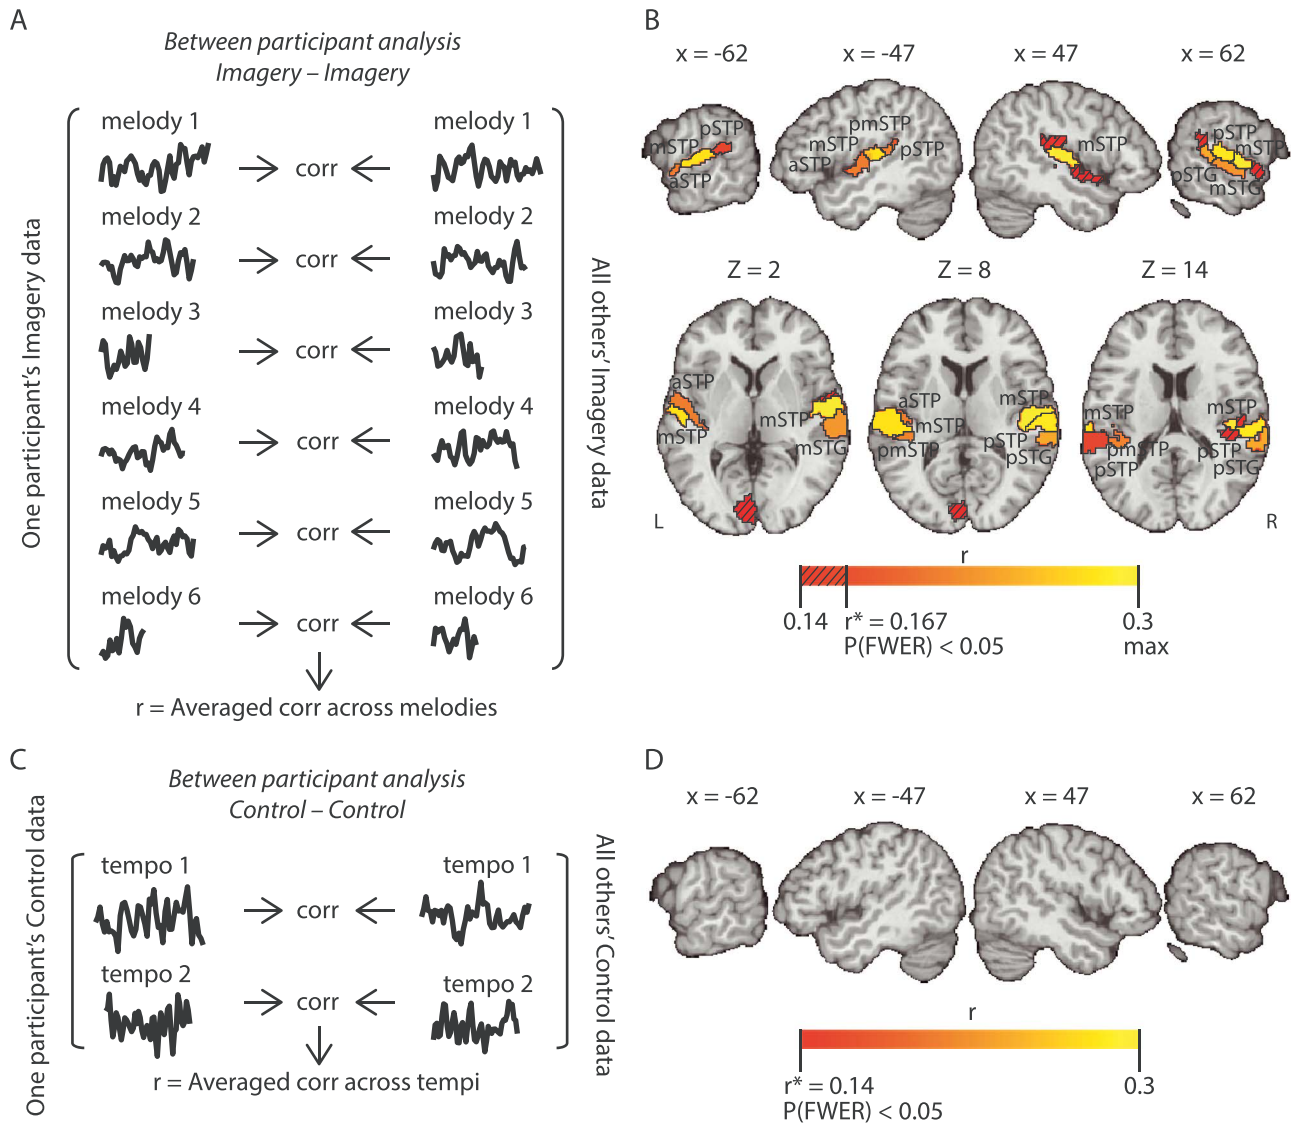 A
Between participant analysis
Imagery – Imagery
One participant's Imagery data
All others' Imagery data
melody 1
melody 1
corr
melody 2
melody 2
corr
melody 3
melody 3
corr
melody 4
melody 4
corr
melody 5
melody 5
corr
melody 6
melody 6
corr
r = Averaged corr across melodies
B
x = -62
x = -47
x = 47
x = 62
pSTP
mSTP
aSTP
pmSTP
mSTP
pSTP
aSTP
mSTP
pSTP
mSTP
pSTG
mSTG
Z = 2
Z = 8
Z = 14
aSTP
mSTP
mSTP
mSTG
aSTP
mSTP
pmSTP
mSTP
pSTP
pSTG
mSTP
pmSTP
pSTP
mSTP
pSTP
pSTG
L
R
r
0.14
r* = 0.167
0.3
P(FWER) < 0.05
max
C
Between participant analysis
Control – Control
One participant's Control data
All others' Control data
tempo 1
tempo 1
corr
tempo 2
tempo 2
corr
r = Averaged corr across tempi
D
x = -62
x = -47
x = 47
x = 62
r
r* = 0.14
0.3
P(FWER) < 0.05